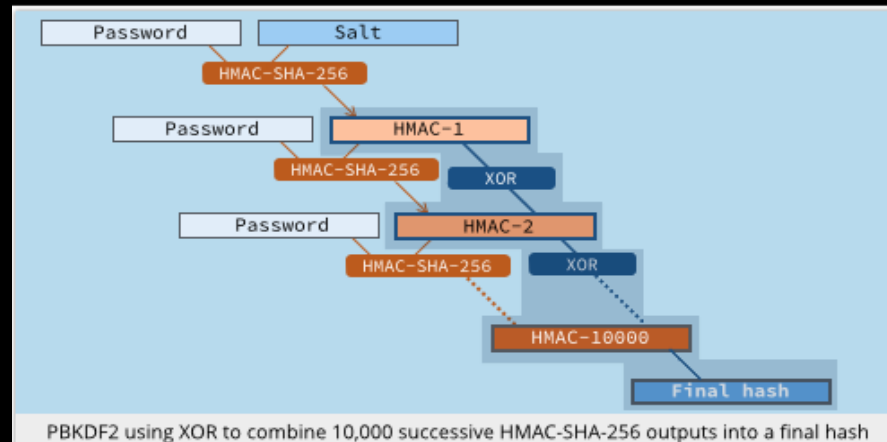 Password Salt
HMAC-SHA-256
Password HMAC-1
HMAC-SHA-256 XOR
Password HMAC-2
HMAC-SHA-256 XOR
HMAC-10000
Final hash
PBKDF2 using XOR to combine 10,000 successive HMAC-SHA-256 outputs into a final hash